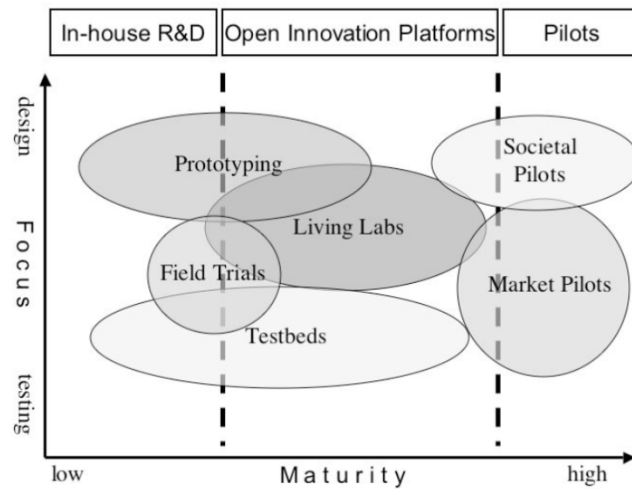 In-house R&D
Open Innovation Platforms
Pilots
design
Prototyping
Societal
Pilots
Living Labs
Focus
Field Trials
Market Pilots
Testbeds
testing
low
Maturity
high